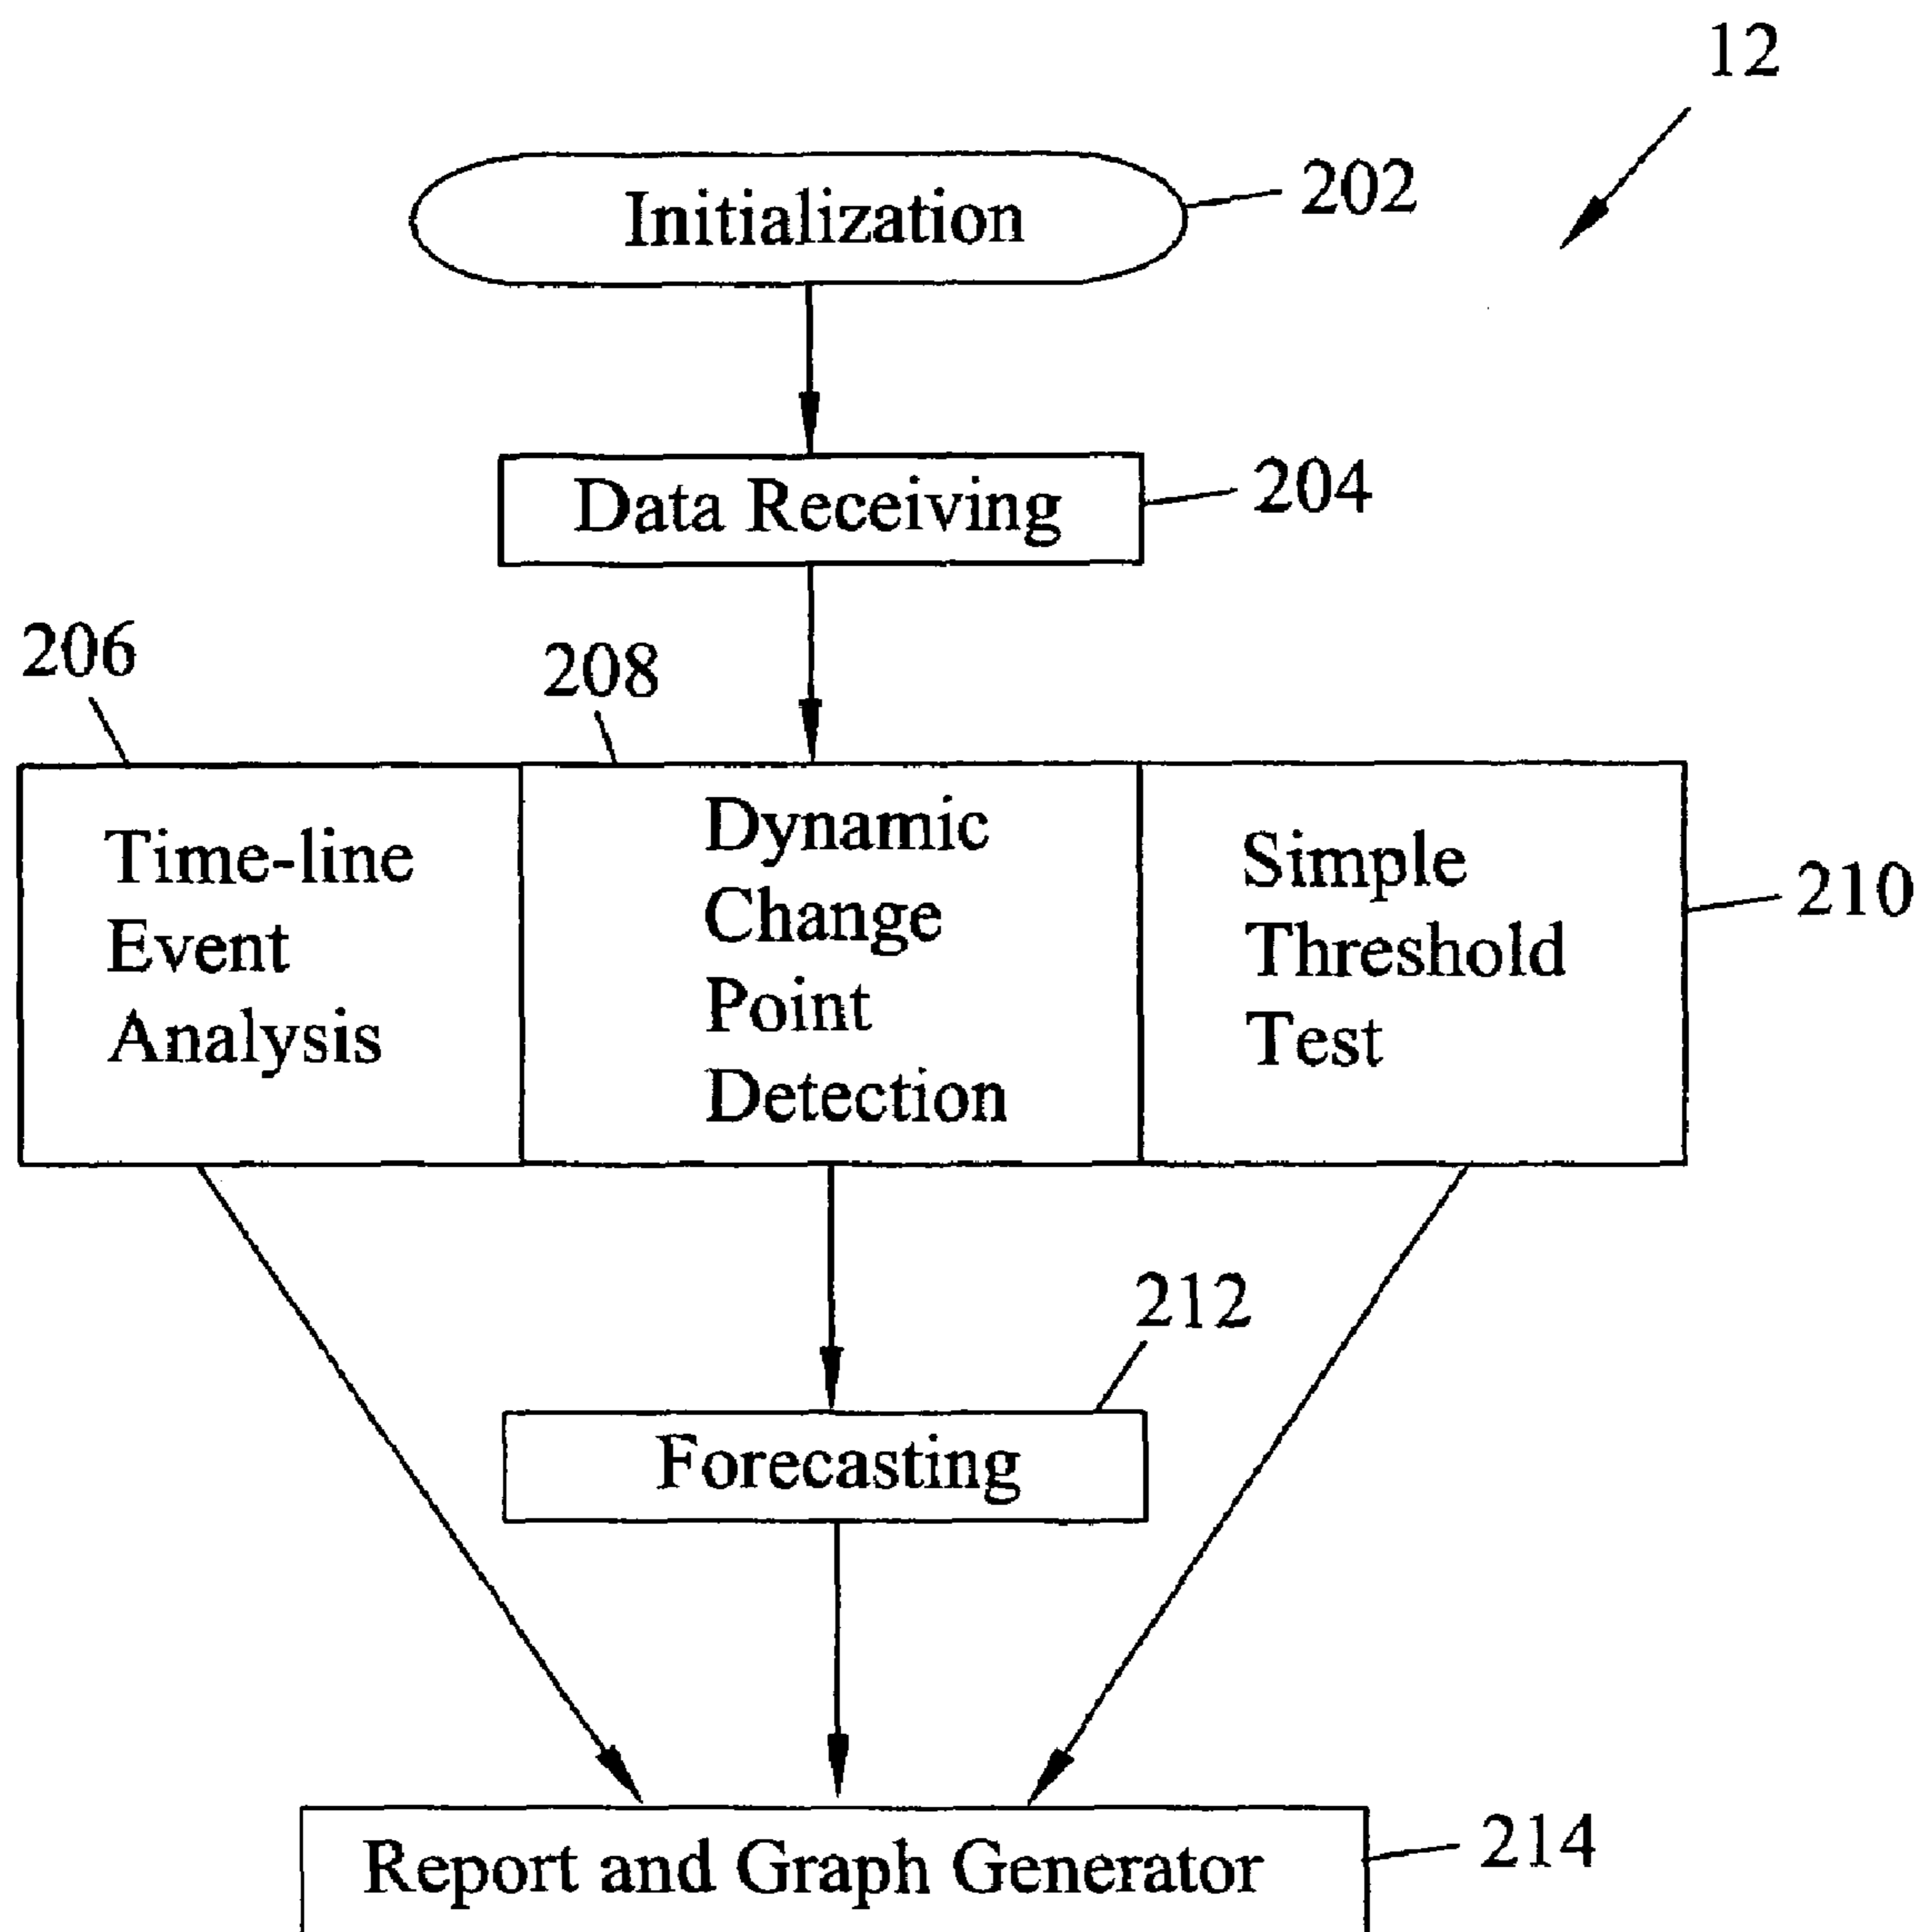 12
Initialization
202
Data Receiving
204
206
208
Time-line
Event
Analysis
Dynamic
Change
Point
Detection
Simple
Threshold
Test
210
212
Forecasting
Report and Graph Generator
214